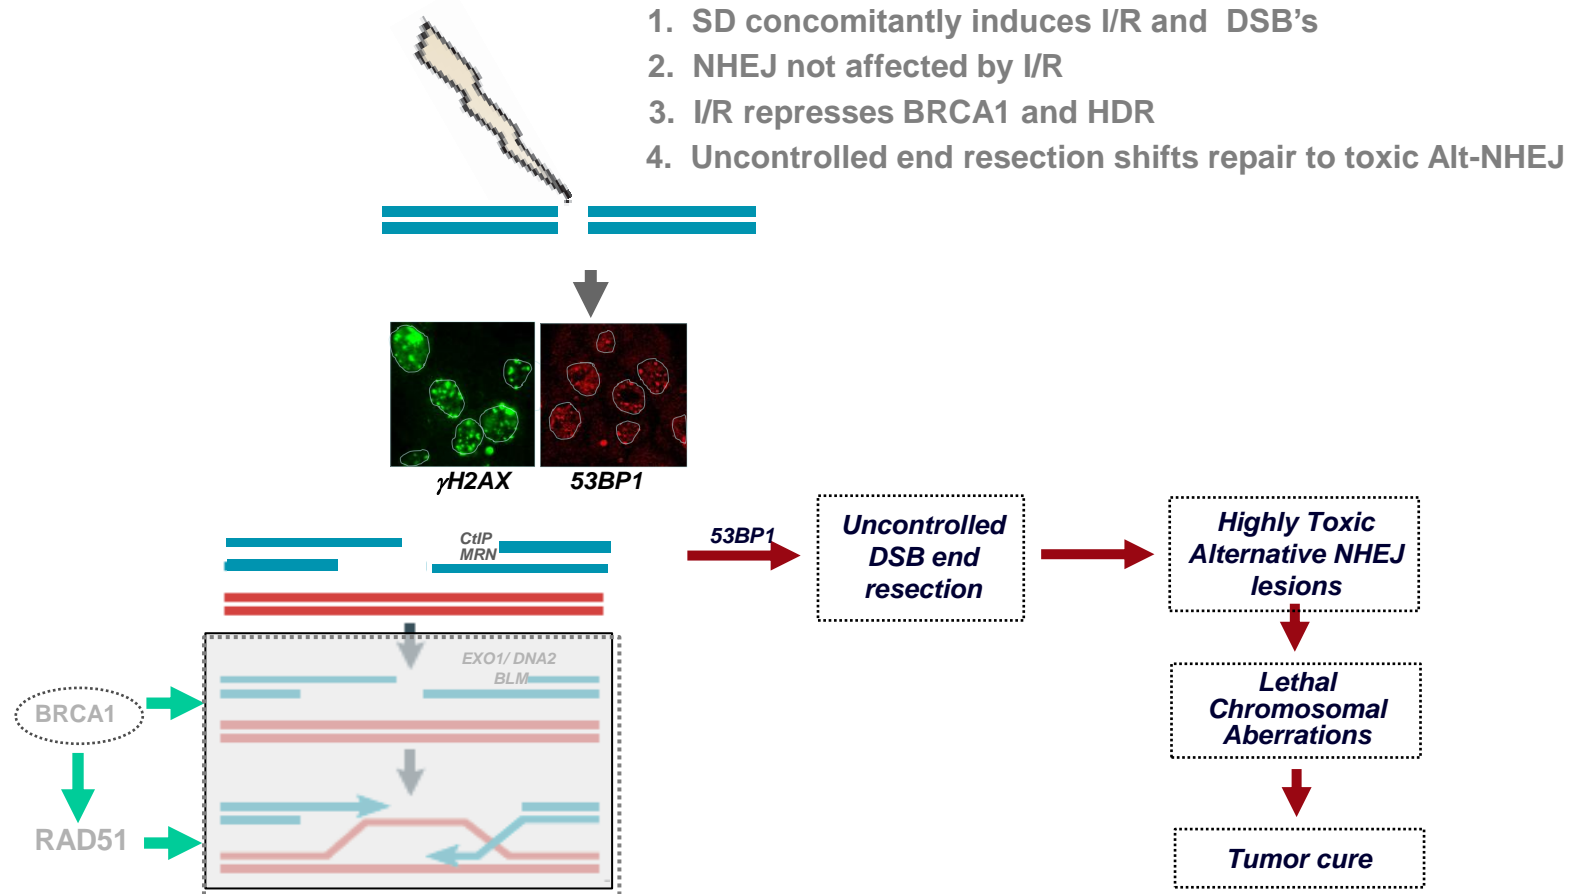 1. SD concomitantly induces I/R and DSB's
2. NHEJ not affected by I/R
3. I/R represses BRCA1 and HDR
4. Uncontrolled end resection shifts repair to toxic Alt-NHEJ
γH2AX
53BP1
CtIP
MRN
53BP1
Uncontrolled
DSB end
resection
Highly Toxic
Alternative NHEJ
lesions
EXO1/ DNA2
BLM
BRCA1
Lethal
Chromosomal
Aberrations
RAD51
Tumor cure